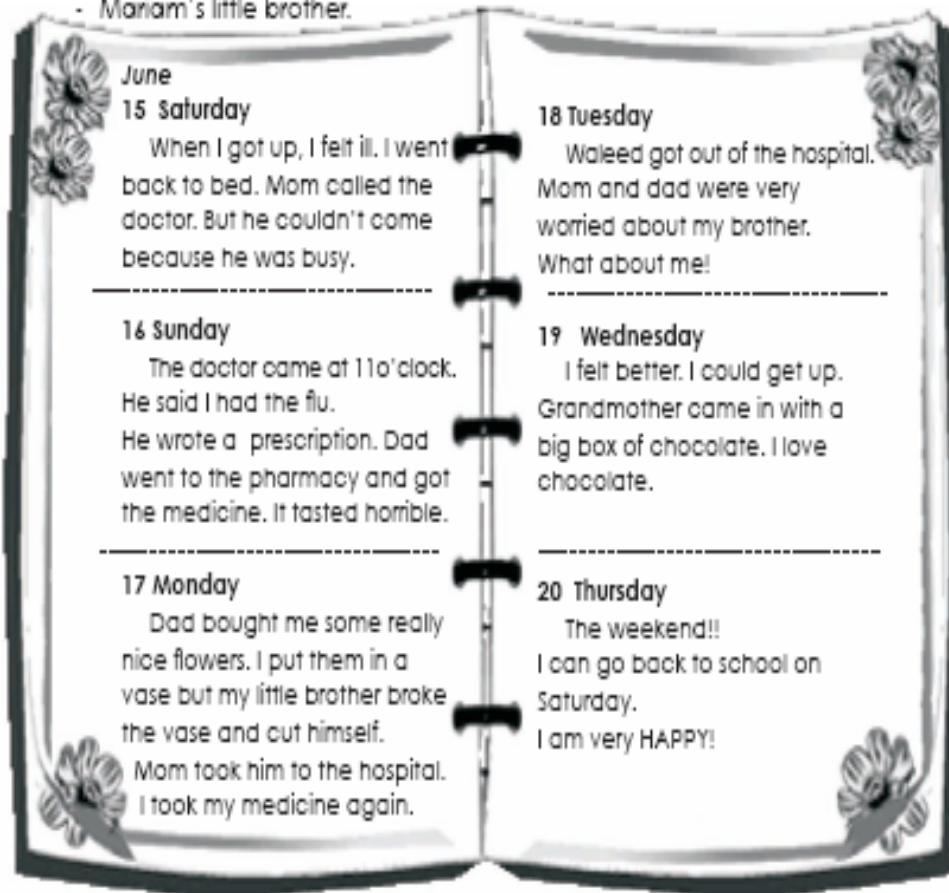 - Mariam's little brother.
June
15 Saturday
When I got up, I felt ill. I went
back to bed. Mom called the
doctor. But he couldn't come
because he was busy.
16 Sunday
The doctor came at 11o'clock.
He said I had the flu.
He wrote a prescription. Dad
went to the pharmacy and got
the medicine. It tasted horrible.
17 Monday
Dad bought me some really
nice flowers. I put them in a
vase but my little brother broke
the vase and cut himself.
Mom took him to the hospital.
I took my medicine again.
18 Tuesday
Waleed got out of the hospital.
Mom and dad were very
worried about my brother.
What about me!
19 Wednesday
I felt better. I could get up.
Grandmother came in with a
big box of chocolate. I love
chocolate.
20 Thursday
The weekend!!
I can go back to school on
Saturday.
I am very HAPPY!